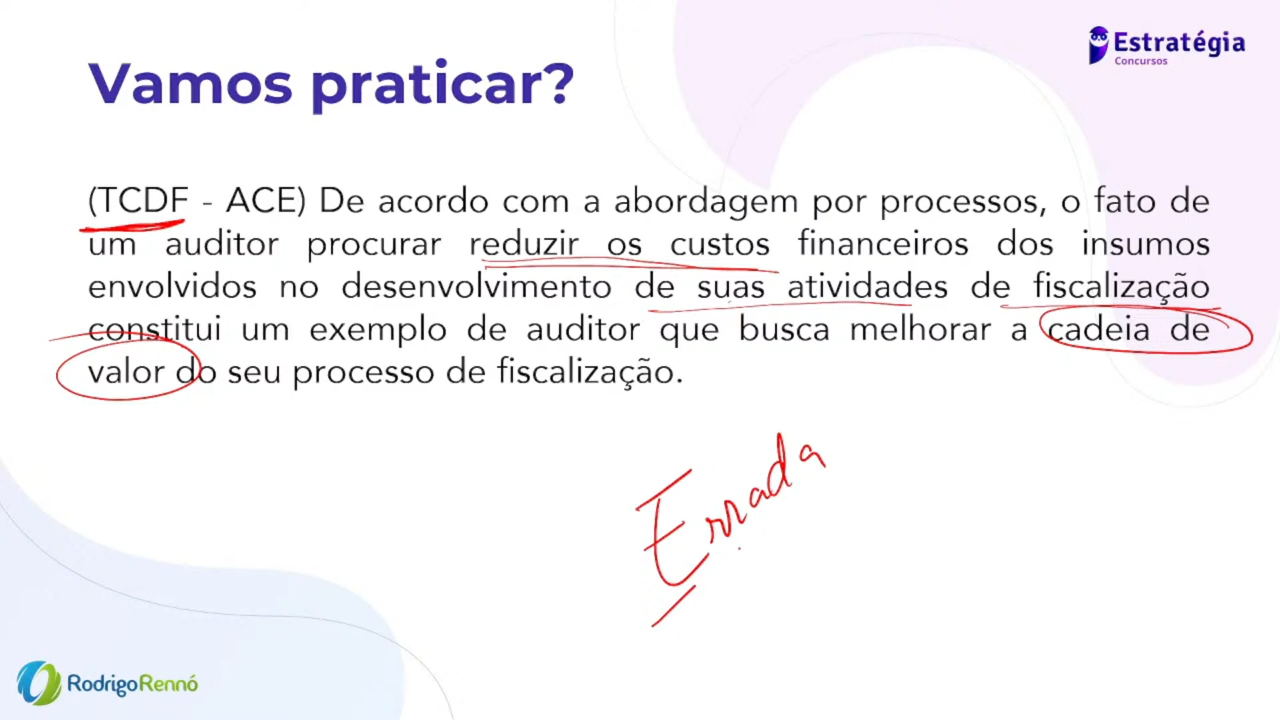 Estratégia
Concursos
Vamos praticar?
(TCDF - ACE) De acordo com a abordagem por processos, o fato de
um auditor procurar reduzir os custos financeiros dos insumos
envolvidos no desenvolvimento de suas atividades de fiscalização
constitui um exemplo de auditor que busca melhorar a cadeia de
valor do seu processo de fiscalização.
Errada
RodrigoRennó